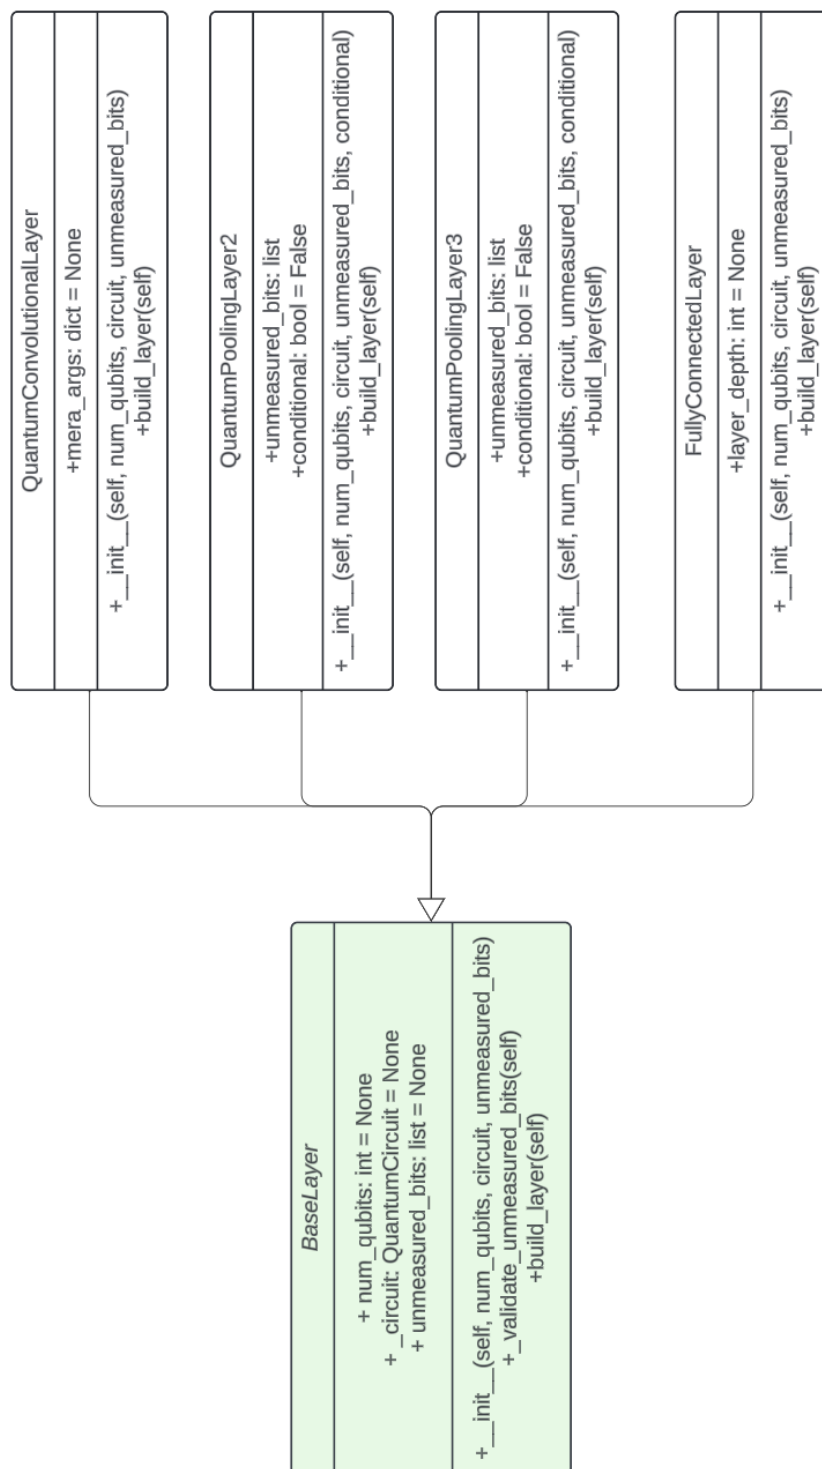 QuantumConvolutionalLayer
+mera_args: dict = None
+__init__(self, num_qubits, circuit, unmeasured_bits)
+build_layer(self)
QuantumPoolingLayer2
+unmeasured_bits: list
+conditional: bool = False
+__init__(self, num_qubits, circuit, unmeasured_bits, conditional)
+build_layer(self)
QuantumPoolingLayer3
+unmeasured_bits: list
+conditional: bool = False
+__init__(self, num_qubits, circuit, unmeasured_bits, conditional)
+build_layer(self)
FullyConnectedLayer
+layer_depth: int = None
+__init__(self, num_qubits, circuit, unmeasured_bits)
+build_layer(self)
BaseLayer
+ num_qubits: int = None
+ _circuit: QuantumCircuit = None
+ unmeasured_bits: list = None
+__init__(self, num_qubits, circuit, unmeasured_bits)
+_validate_unmeasured_bits(self)
+build_layer(self)